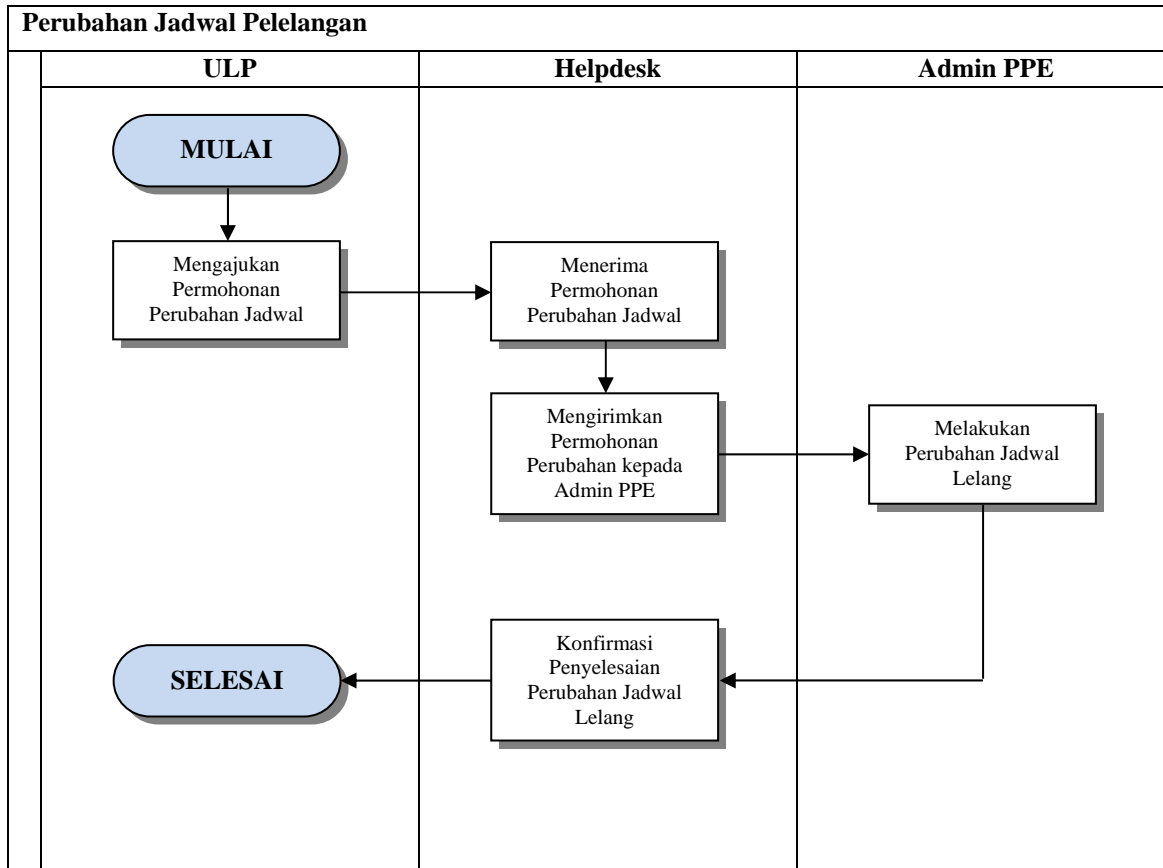 Perubahan Jadwal Pelelangan
ULP
Helpdesk
Admin PPE
MULAI
Mengajukan
Permohonan
Perubahan Jadwal
Menerima
Permohonan
Perubahan Jadwal
Mengirimkan
Permohonan
Perubahan kepada
Admin PPE
Melakukan
Perubahan Jadwal
Lelang
Konfirmasi
Penyelesaian
Perubahan Jadwal
Lelang
SELESAI